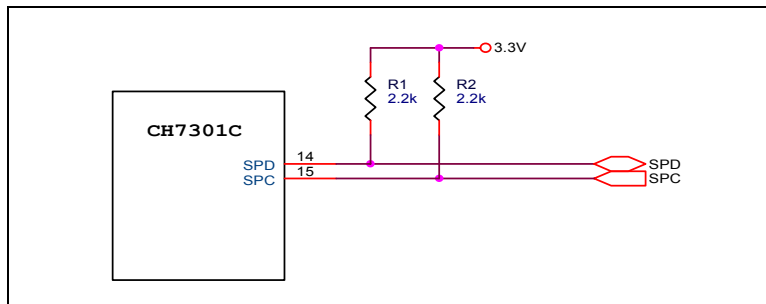 3.3V
R1
2.2k
R2
2.2k
CH7301C
SPD
14
SPD
SPC
15
SPC